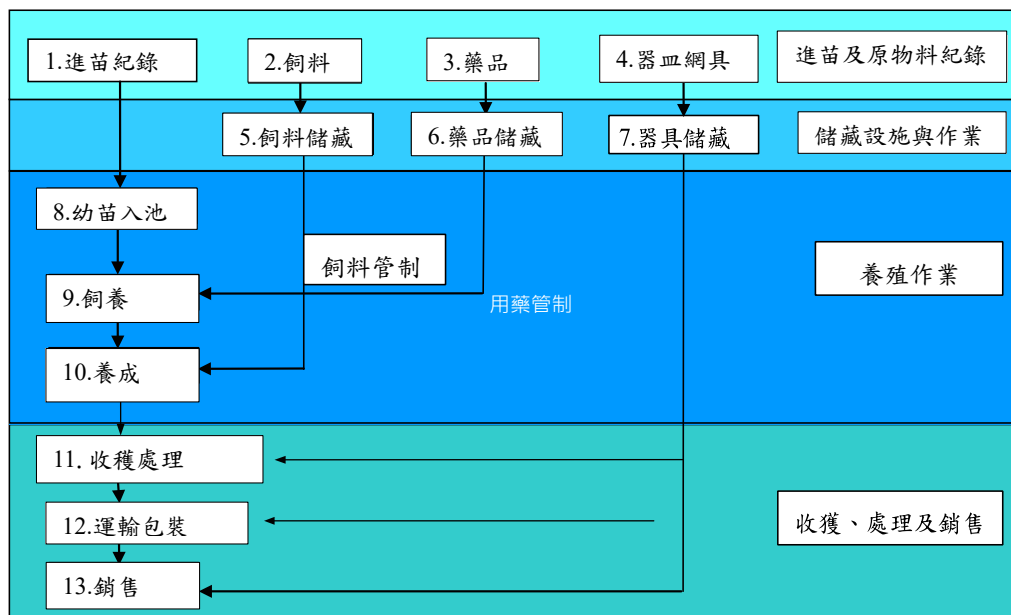 1.進苗紀錄
2.飼料
3.藥品
4.器皿網具
進苗及原物料紀錄
5.飼料儲藏
6.藥品儲藏
7.器具儲藏
儲藏設施與作業
8.幼苗入池
飼料管制
養殖作業
9.飼養
用藥管制
10.養成
11.收穫處理
12.運輸包裝
收獲、處理及銷售
13.銷售